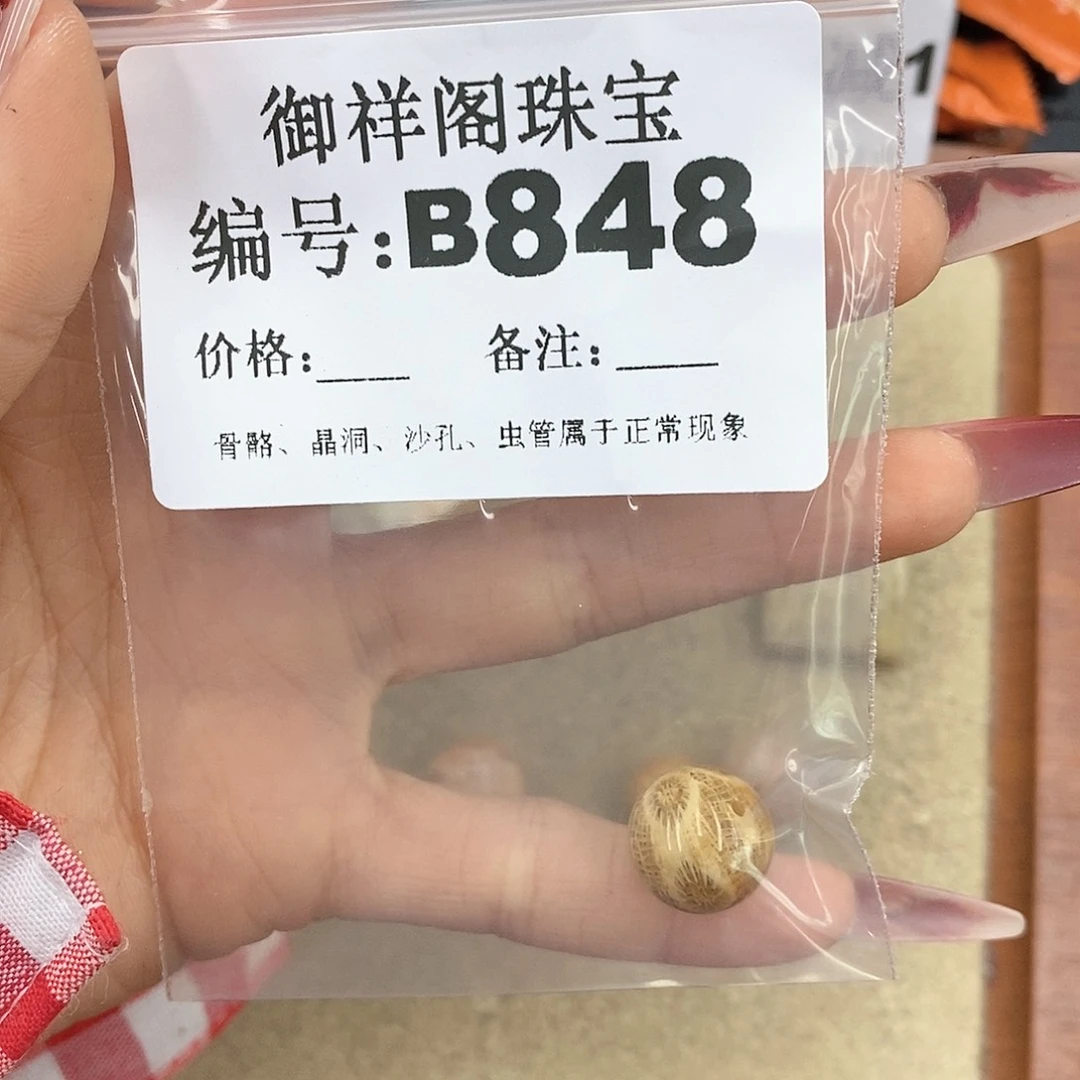 御祥阁珠宝
编号:B848
价格:____ 备注:____
骨骼、晶洞、沙孔、虫管属于正常现象
1